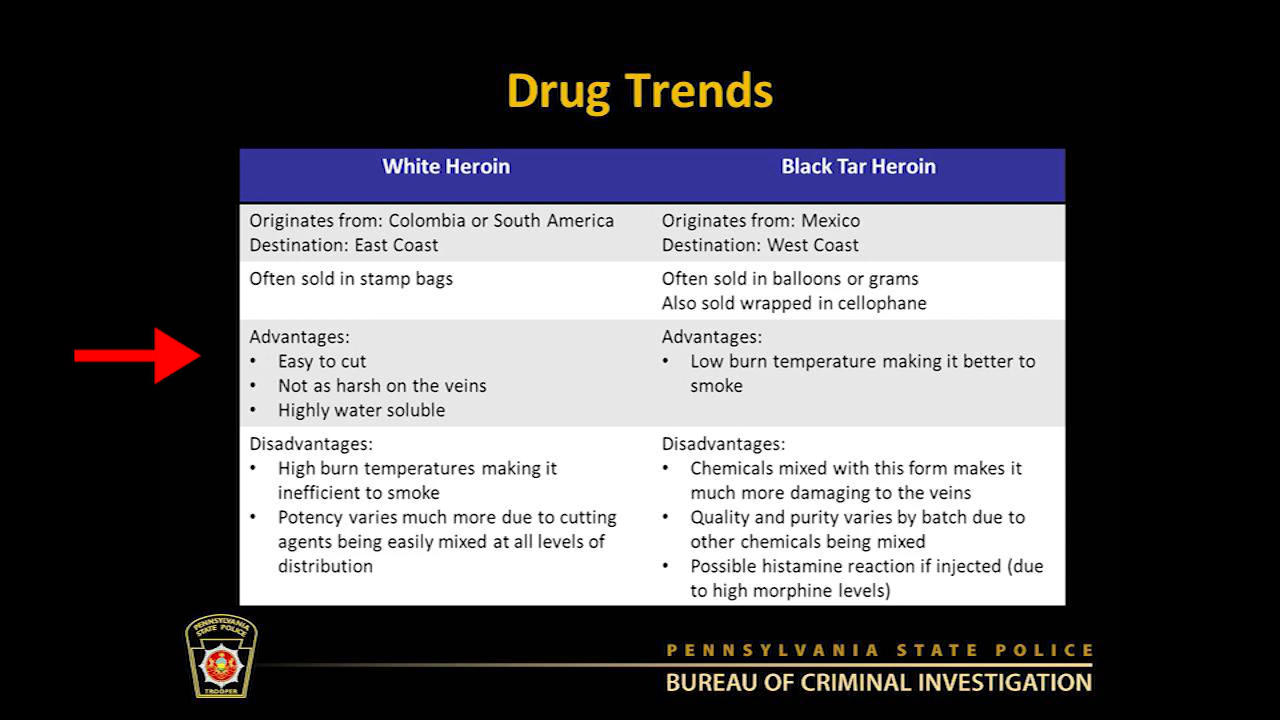 Drug Trends
White Heroin
Black Tar Heroin
Originates from: Colombia or South America
Destination: East Coast
Originates from: Mexico
Destination: West Coast
Often sold in stamp bags
Often sold in balloons or grams
Also sold wrapped in cellophane
Advantages:
• Easy to cut
• Not as harsh on the veins
• Highly water soluble
Advantages:
• Low burn temperature making it better to
smoke
Disadvantages:
• High burn temperatures making it
inefficient to smoke
• Potency varies much more due to cutting
agents being easily mixed at all levels of
distribution
Disadvantages:
• Chemicals mixed with this form makes it
much more damaging to the veins
• Quality and purity varies by batch due to
other chemicals being mixed
• Possible histamine reaction if injected (due
to high morphine levels)
PENNSYLVANIA
STATE POLICE
TROOPER
PENNSYLVANIA STATE POLICE
BUREAU OF CRIMINAL INVESTIGATION